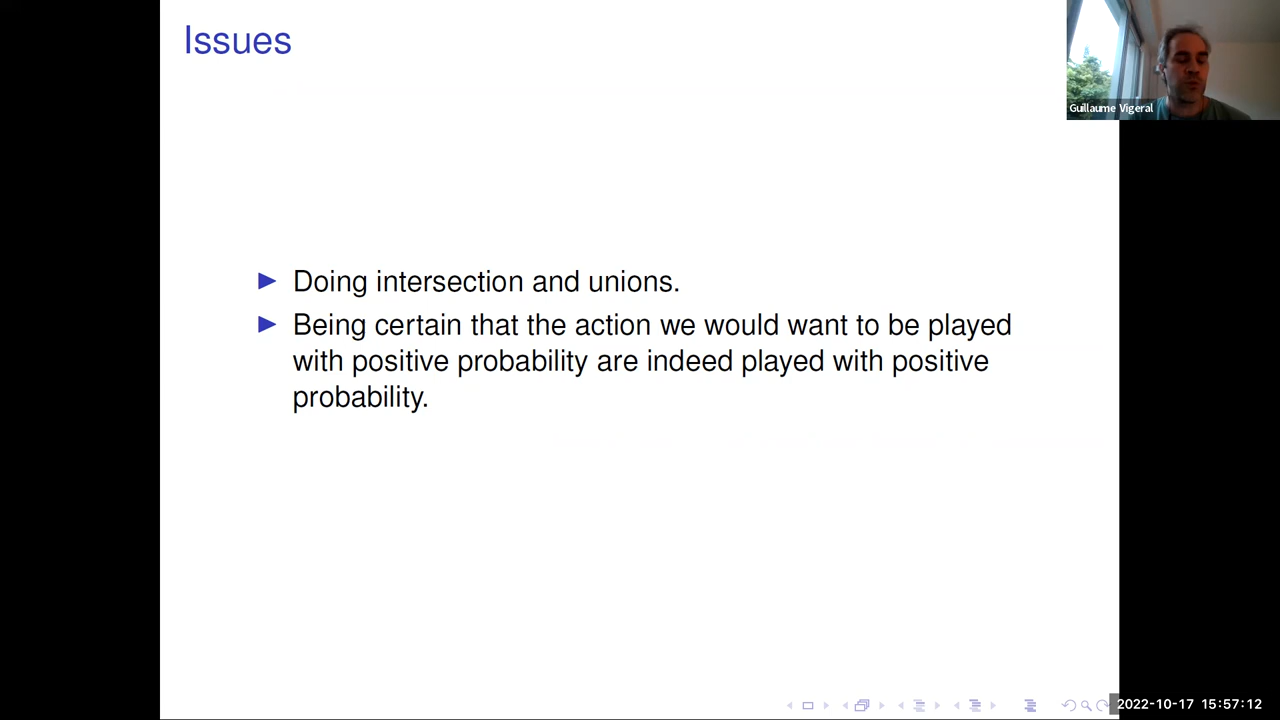 Issues
Guillaume Vigeral
Doing intersection and unions.
Being certain that the action we would want to be played
with positive probability are indeed played with positive
probability.
2022-10-17 15:57:12